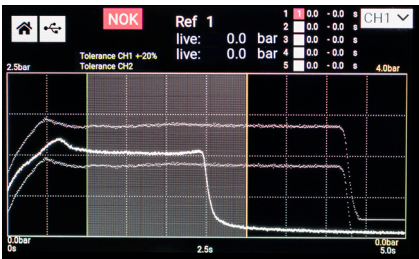 NOK
Ref 1
live: 0.0 bar
live: 0.0 bar
Tolerance CH1 +-20%
Tolerance CH2
1 1 0.0 - 0.0 s
2 0.0 - 0.0 s
3 0.0 - 0.0 s
4 0.0 - 0.0 s
5 0.0 - 0.0 s
CH1
2.5bar 4.0bar
0.0bar 0.0bar
0s 2.5s 5.0s